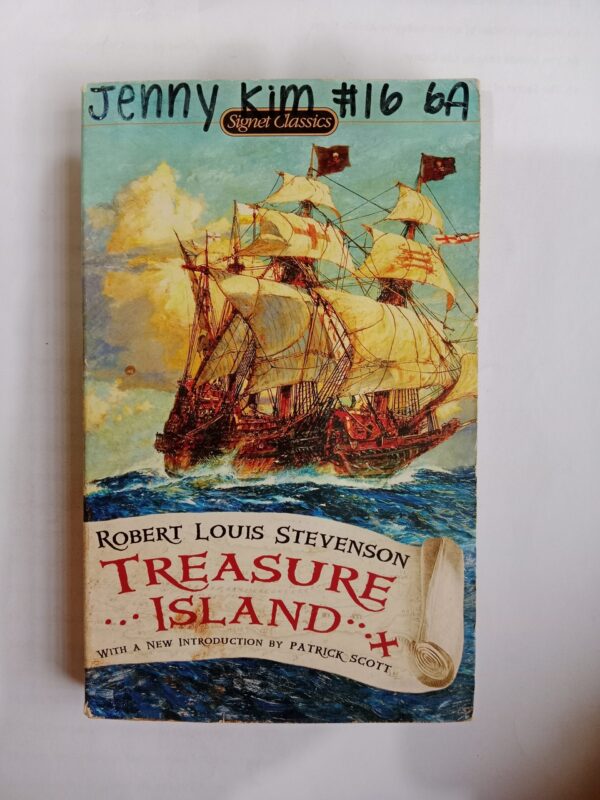 Jenny Kim #16 6A
Signet Classics
ROBERT LOUIS STEVENSON
TREASURE
... ISLAND...
WITH A NEW INTRODUCTION BY PATRICK SCOTT